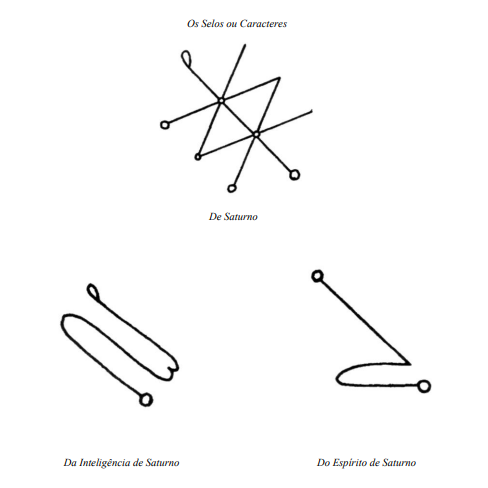 Os Selos ou Caracteres
De Saturno
Da Inteligência de Saturno
Do Espírito de Saturno